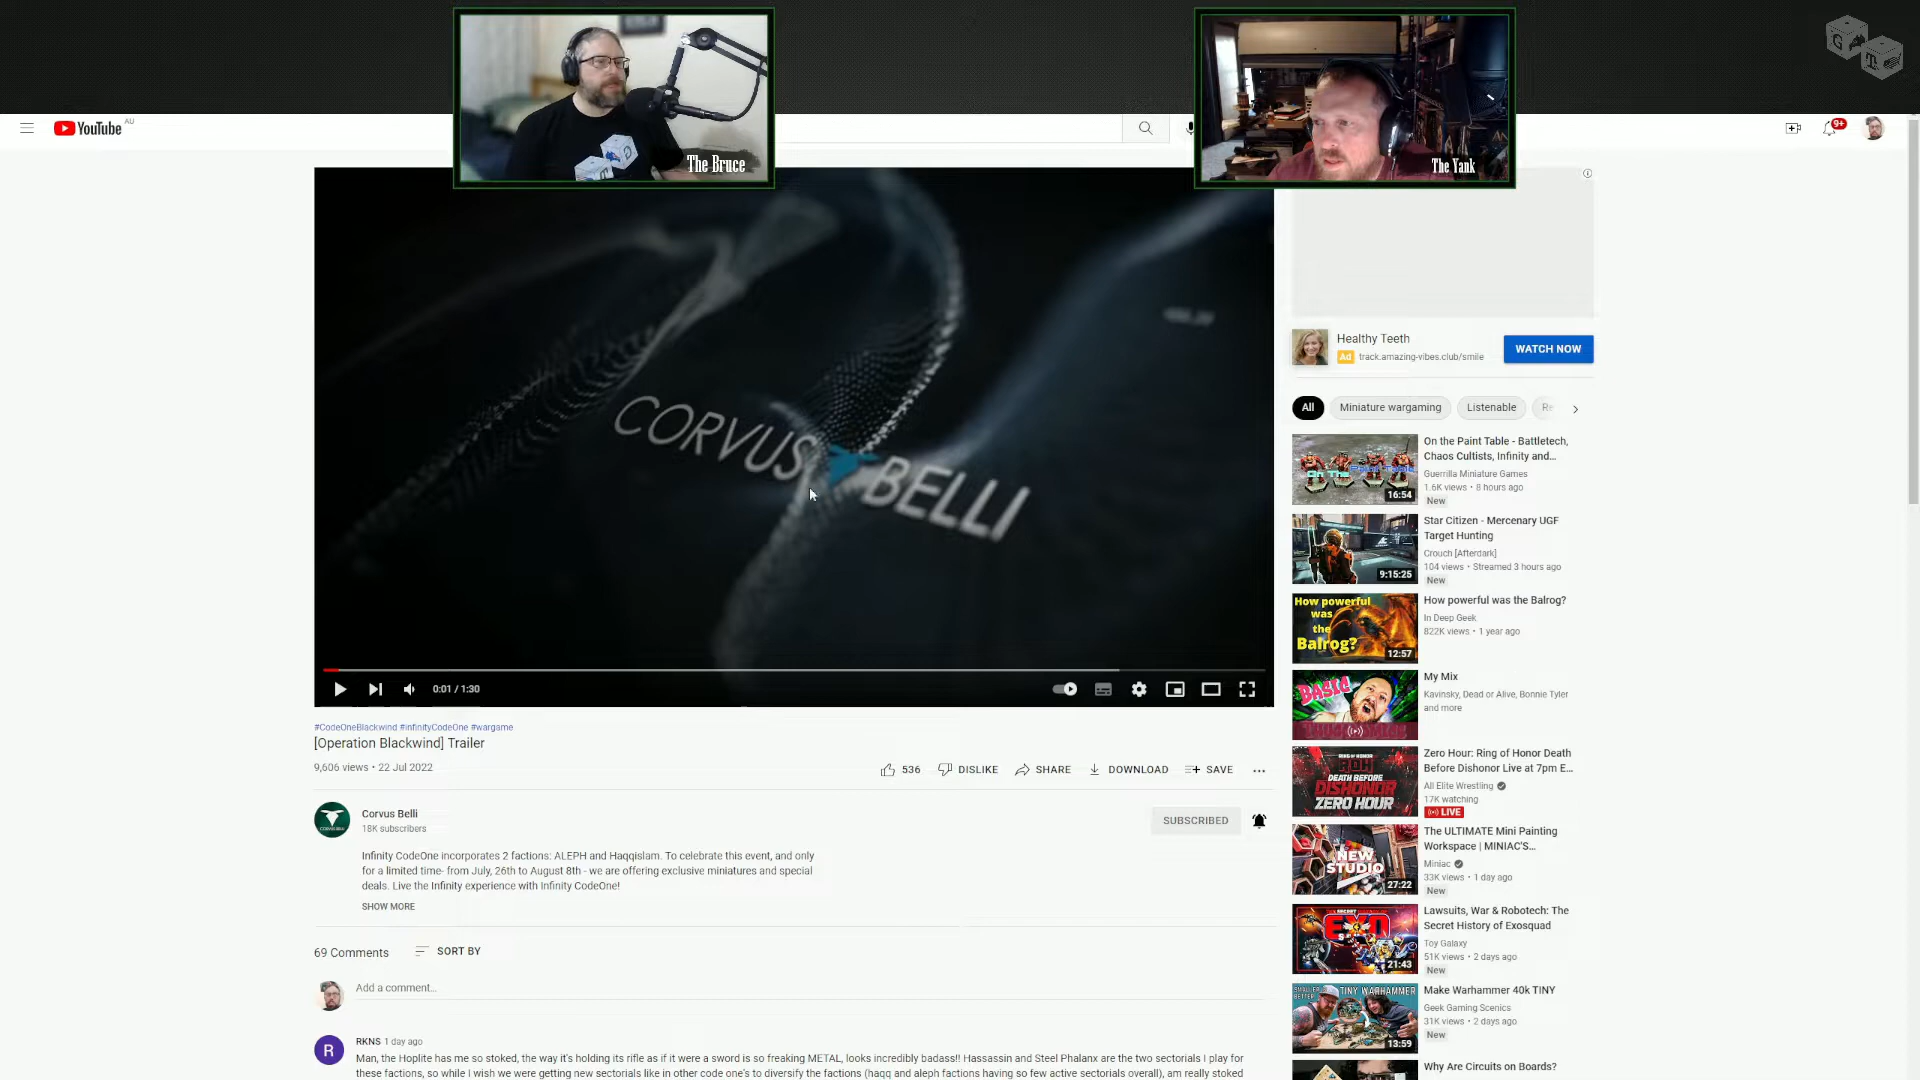 G
T
The Bruce
The Yank
YouTube AU
9+
CORVUS BELLI
0:01 / 1:30
#CodeOneBlackwind #infinityCodeOne #wargame
[Operation Blackwind] Trailer
9,606 views • 22 Jul 2022
536 DISLIKE SHARE DOWNLOAD SAVE ...
Corvus Belli
18K subscribers
SUBSCRIBED
Infinity CodeOne incorporates 2 factions: ALEPH and Haqqislam. To celebrate this event, and only
for a limited time- from July, 26th to August 8th - we are offering exclusive miniatures and special
deals. Live the Infinity experience with Infinity CodeOne!
SHOW MORE
69 Comments SORT BY
Add a comment...
R
RKNS 1 day ago
Man, the Hoplite has me so stoked, the way it's holding its rifle as if it were a sword is so freaking METAL, looks incredibly badass!! Hassassin and Steel Phalanx are the two sectorials I play for
these factions, so while I wish we were getting new sectorials like in other code one's to diversify the factions (haqq and aleph factions having so few active sectorials overall), am really stoked
Healthy Teeth
Ad track.amazing-vibes.club/smile
WATCH NOW
All Miniature wargaming Listenable Re
On the Paint Table
16:54
On the Paint Table - Battletech,
Chaos Cultists, Infinity and...
Guerrilla Miniature Games
1.6K views • 8 hours ago
New
9:15:25
Star Citizen - Mercenary UGF
Target Hunting
Crouch [Afterdark]
104 views • Streamed 3 hours ago
New
How powerful
was
the
Balrog?
12:57
How powerful was the Balrog?
In Deep Geek
822K views • 1 year ago
BASIC
My Mix
Kavinsky, Dead or Alive, Bonnie Tyler
and more
ROH
DEATH BEFORE
DISHONOR
ZERO HOUR
Zero Hour: Ring of Honor Death
Before Dishonor Live at 7pm E...
All Elite Wrestling
17K watching
LIVE
NEW
STUDIO
27:22
The ULTIMATE Mini Painting
Workspace | MINIAC'S...
Miniac
33K views • 1 day ago
New
EXO
21:43
Lawsuits, War & Robotech: The
Secret History of Exosquad
Toy Galaxy
51K views • 2 days ago
New
TINY WARHAMMER
13:59
Make Warhammer 40k TINY
Geek Gaming Scenics
31K views • 2 days ago
New
Why Are Circuits on Boards?